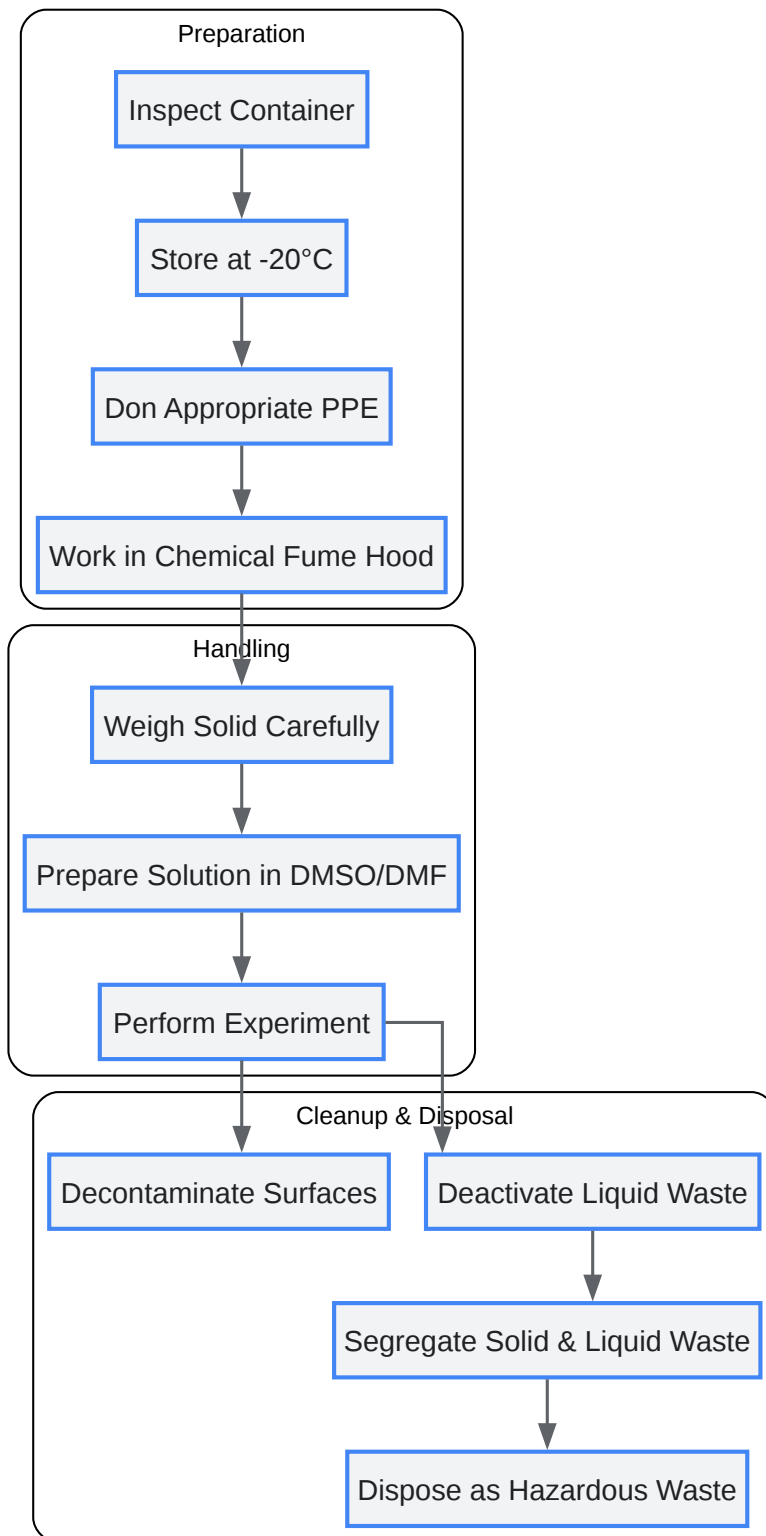 Preparation
Inspect Container
Store at -20°C
Don Appropriate PPE
Work in Chemical Fume Hood
Handling
Weigh Solid Carefully
Prepare Solution in DMSO/DMF
Perform Experiment
Cleanup & Disposal
Decontaminate Surfaces
Deactivate Liquid Waste
Segregate Solid & Liquid Waste
Dispose as Hazardous Waste